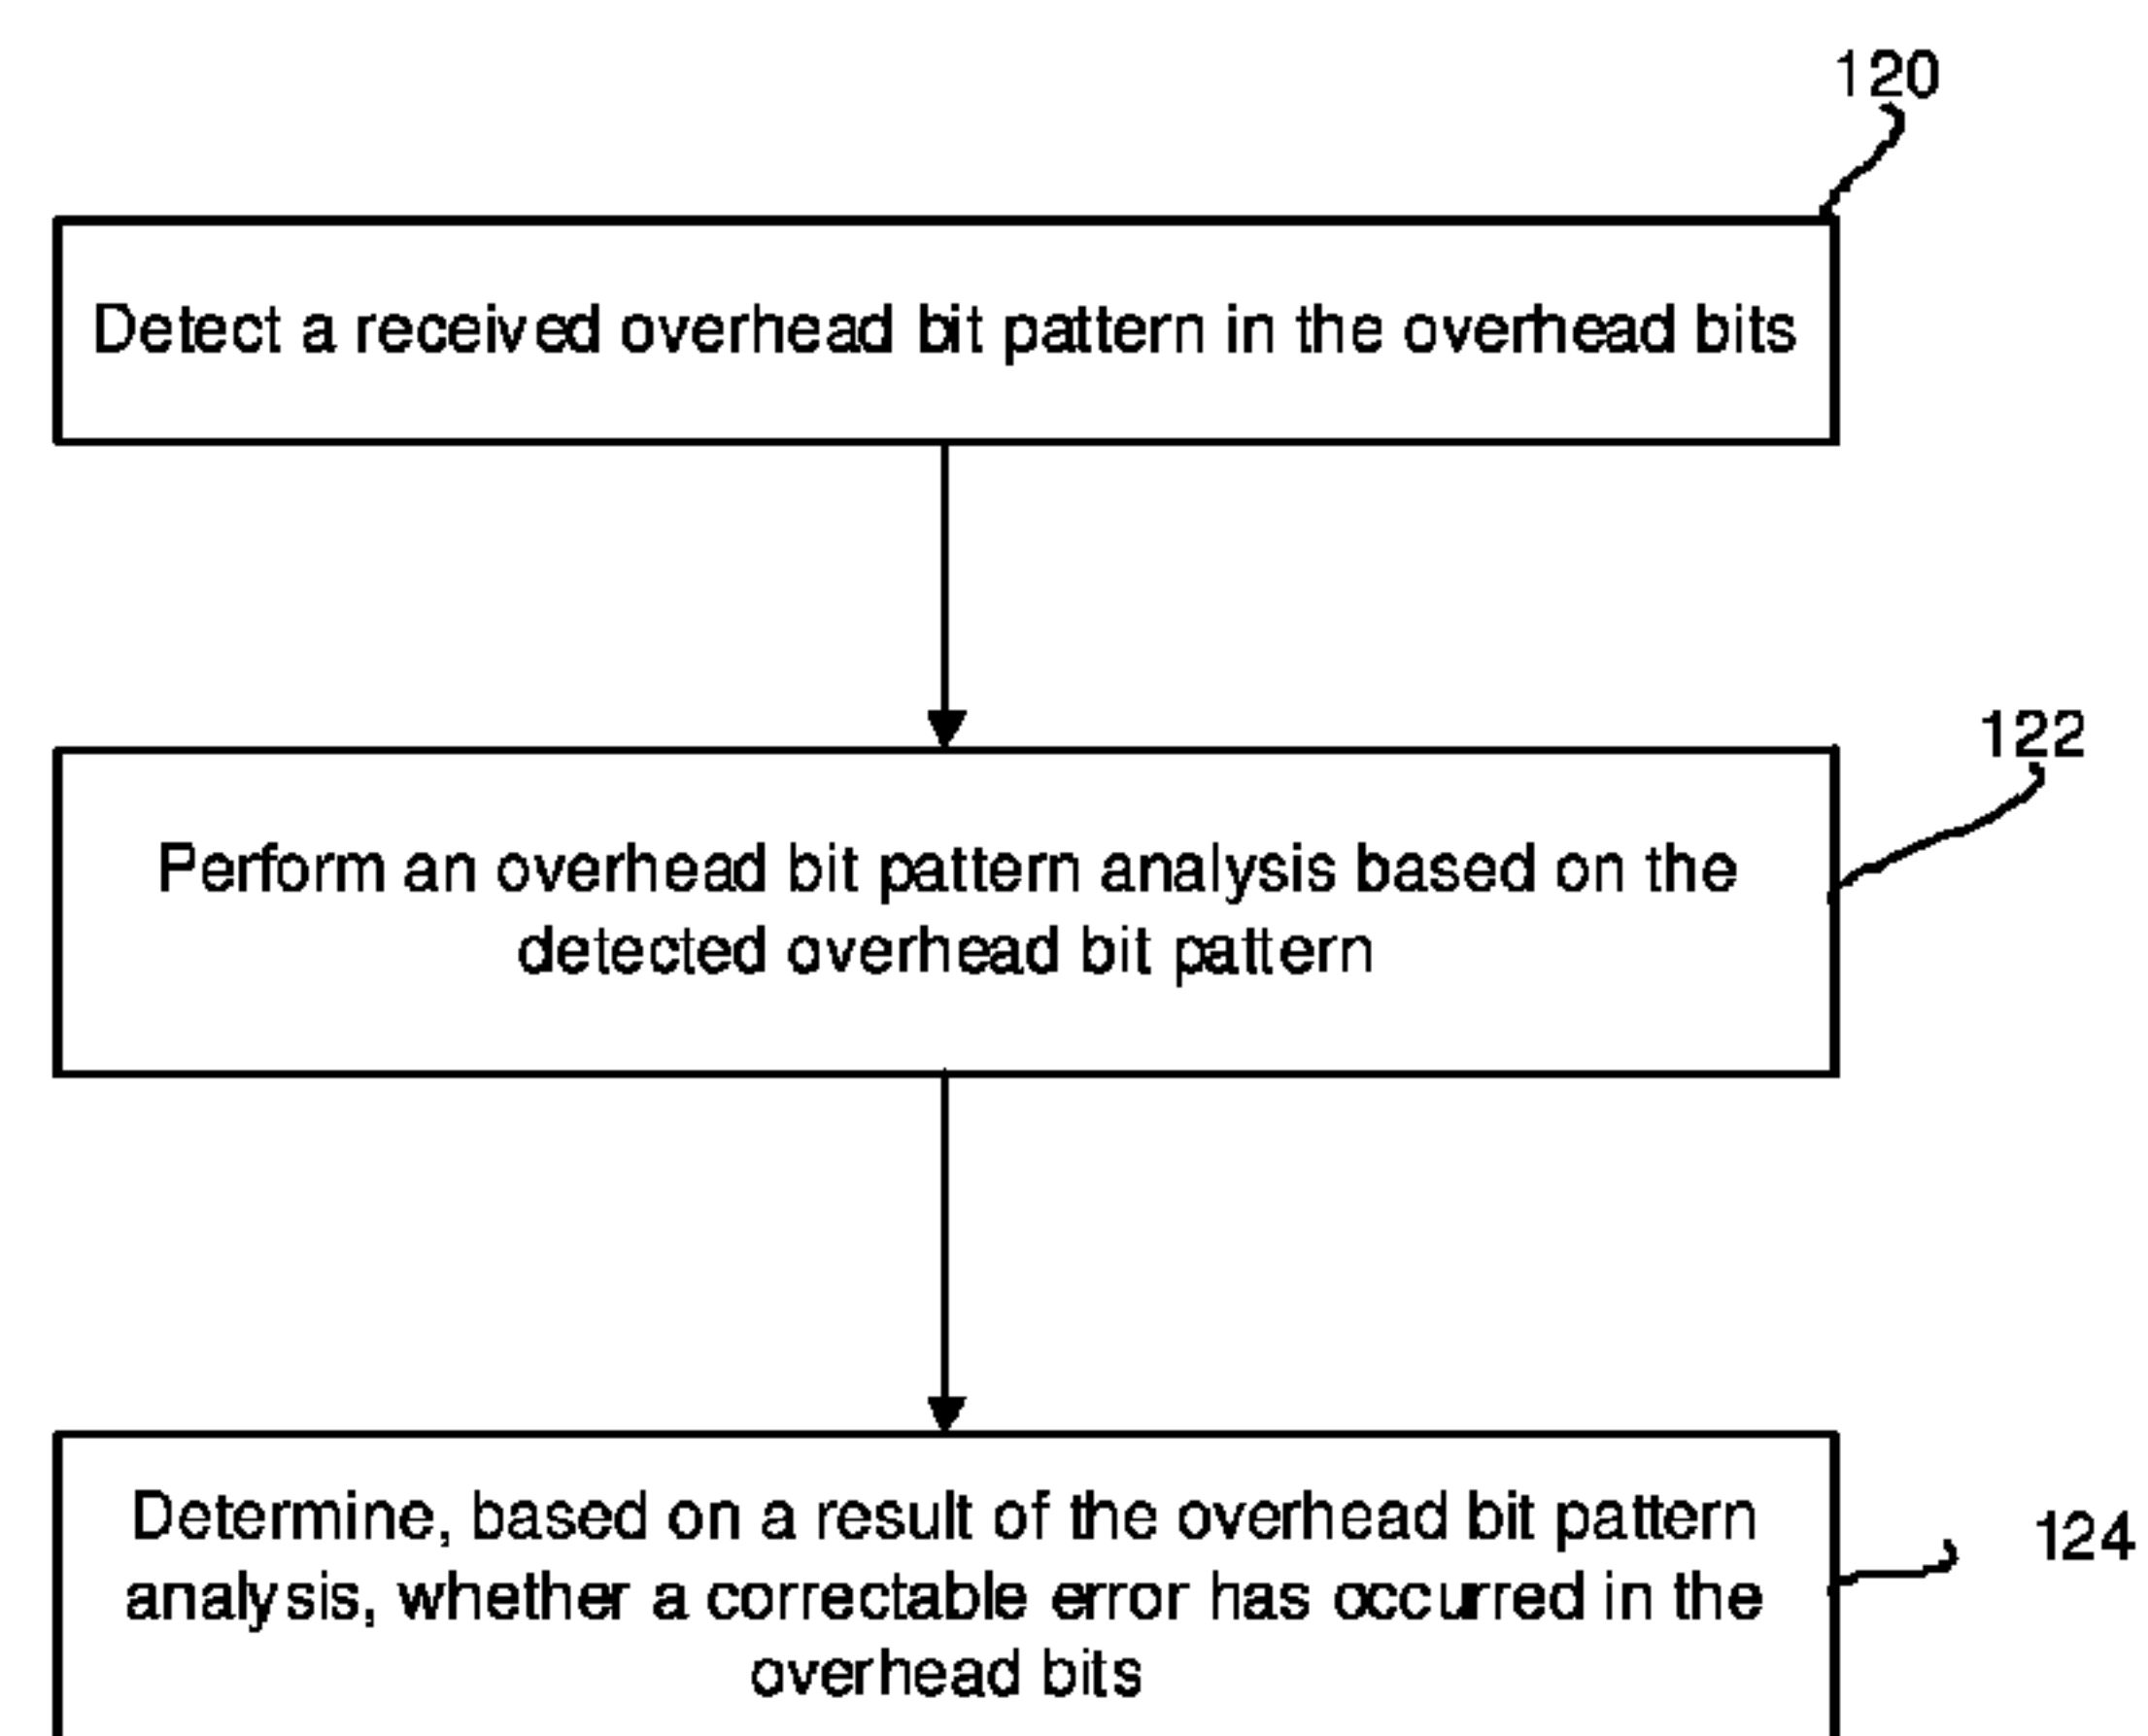 120
Detect a received overhead bit pattern in the overhead bits
122
Perform an overhead bit pattern analysis based on the
detected overhead bit pattern
Determine, based on a result of the overhead bit pattern
124
analysis, whether a correctable error has occurred in the
overhead bits